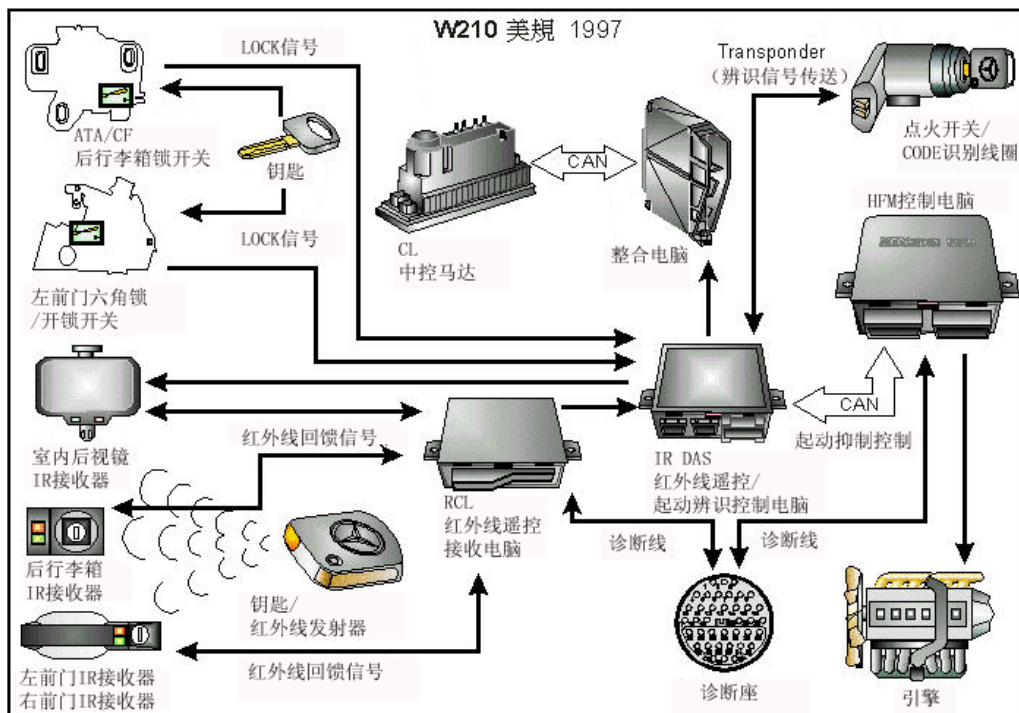 W210 美規 1997
LOCK信号
Transponder
(辨识信号传送)
ATA/CF
后行李箱锁开关
钥匙
CAN
点火开关/
CODE识别线圈
LOCK信号
CL
中控马达
整合电脑
HFM控制电脑
左前门六角锁
/开锁开关
CAN
起动抑制控制
室内后视镜
IR接收器
红外线回馈信号
IR DAS
红外线遥控/
起动辨识控制电脑
RCL
红外线遥控
接收电脑
诊断线
诊断线
后行李箱
IR接收器
钥匙/
红外线发射器
左前门IR接收器
右前门IR接收器
红外线回馈信号
诊断座
引擎